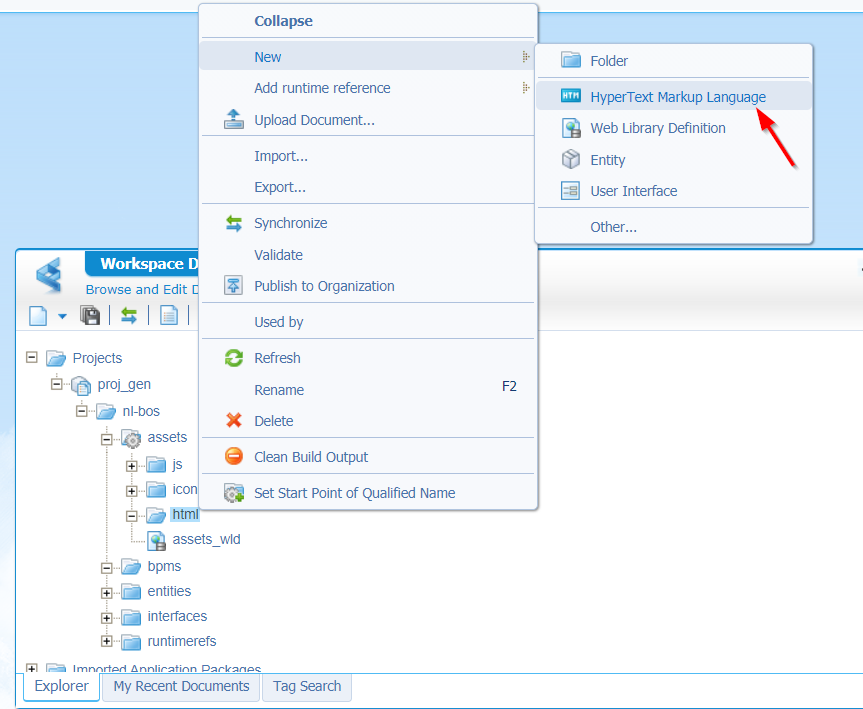 Collapse
New
Add runtime reference
Upload Document...
Import...
Export...
Synchronize
Validate
Publish to Organization
Used by
Refresh
Rename F2
Delete
Clean Build Output
Set Start Point of Qualified Name
Folder
HTM HyperText Markup Language
Web Library Definition
Entity
User Interface
Other...
Workspace D
Browse and Edit D
Projects
proj_gen
nl-bos
assets
js
icon
html
assets_wld
bpms
entities
interfaces
runtimerefs
Imported Application Packages
Explorer
My Recent Documents
Tag Search